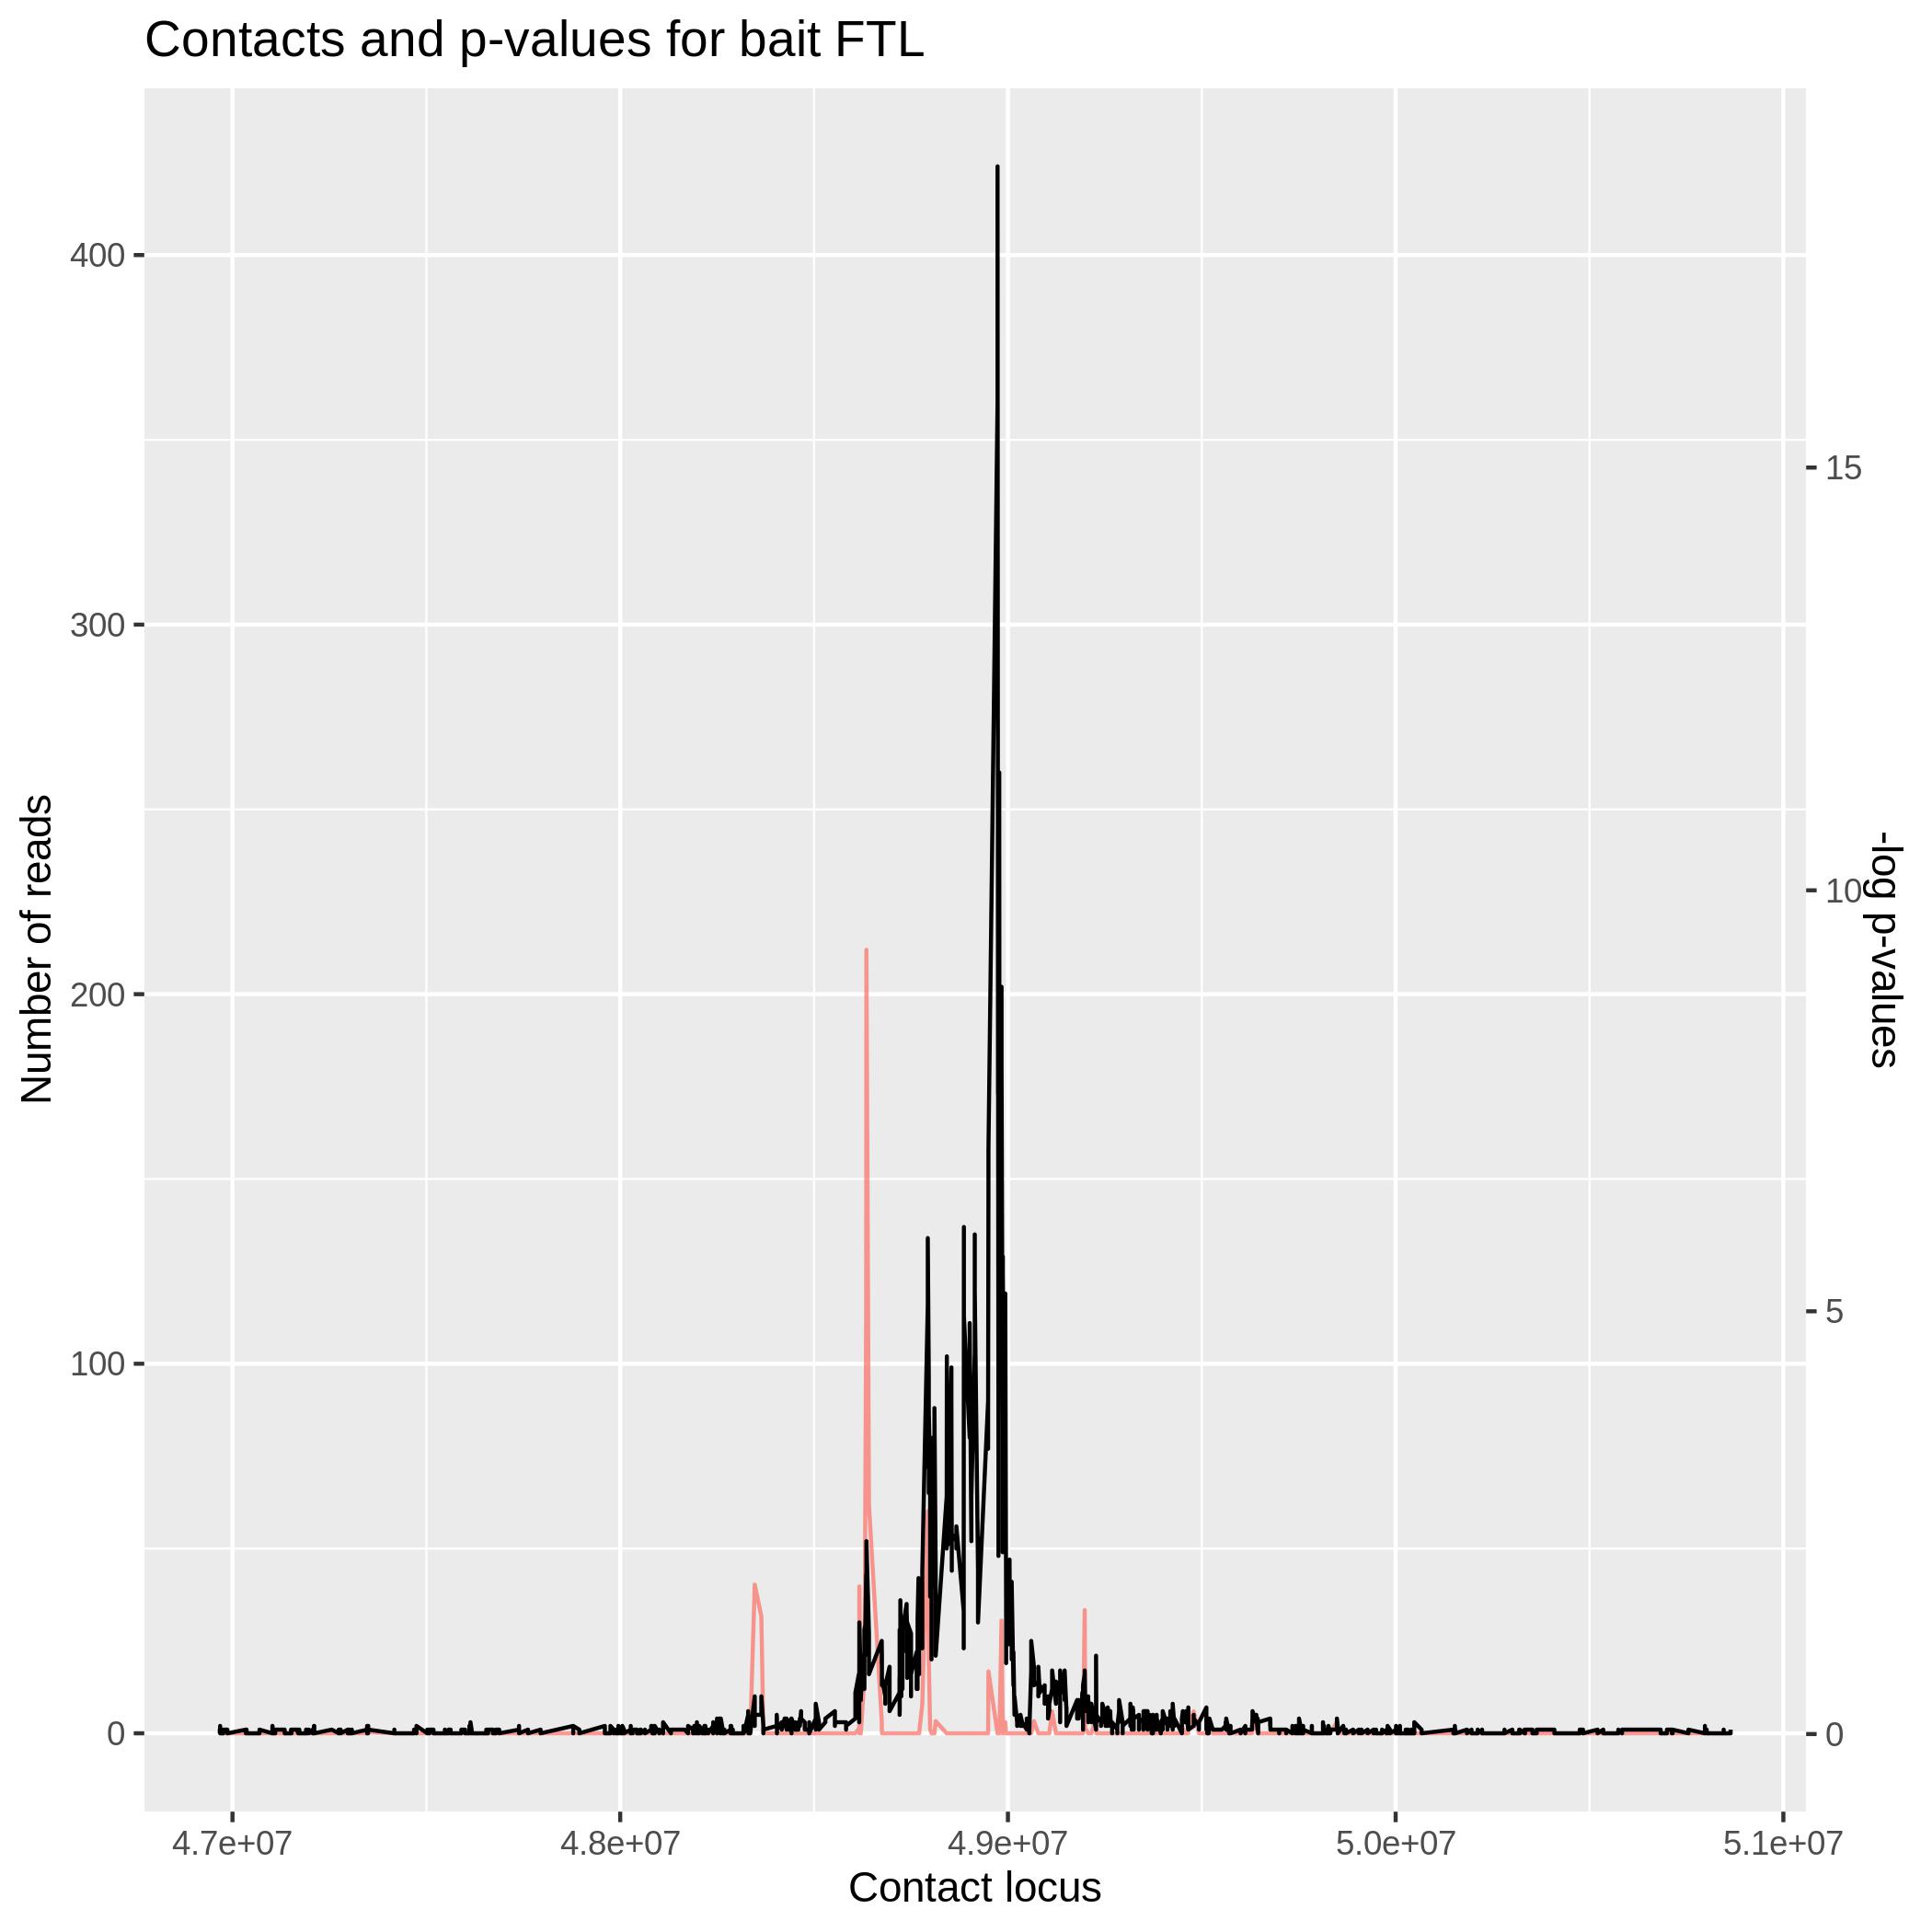 Contacts and p-values for bait FTL
Number of reads
400
300
200
100
0
15
10
5
0
-log p-values
4.7e+07
4.8e+07
4.9e+07
5.0e+07
5.1e+07
Contact locus